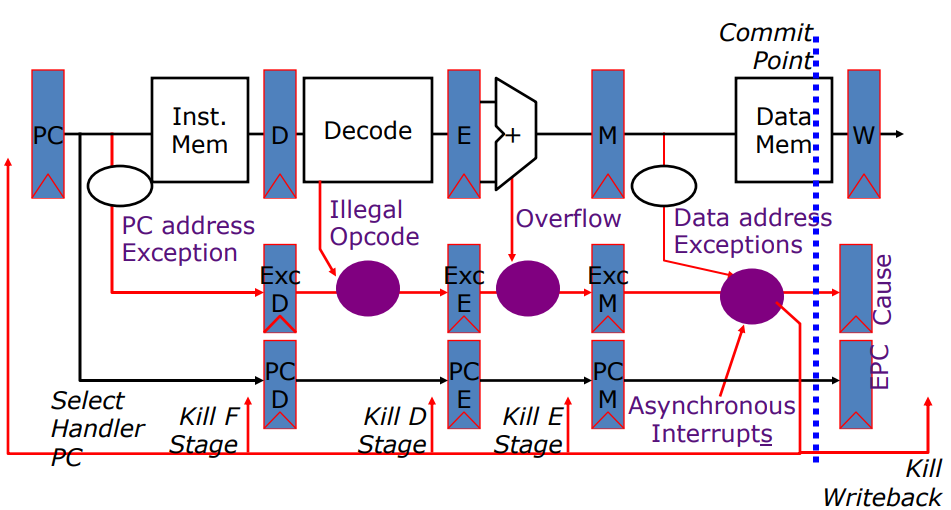 Commit
Point
PC
Inst.
Mem
D
Decode
E
+
M
Data
Mem
W
PC address
Exception
Illegal
Opcode
Overflow
Data address
Exceptions
Exc
D
Exc
E
Exc
M
Cause
PC
D
PC
E
PC
M
EPC
Select
Handler
PC
Kill F
Stage
Kill D
Stage
Kill E
Stage
Asynchronous
Interrupts
Kill
Writeback